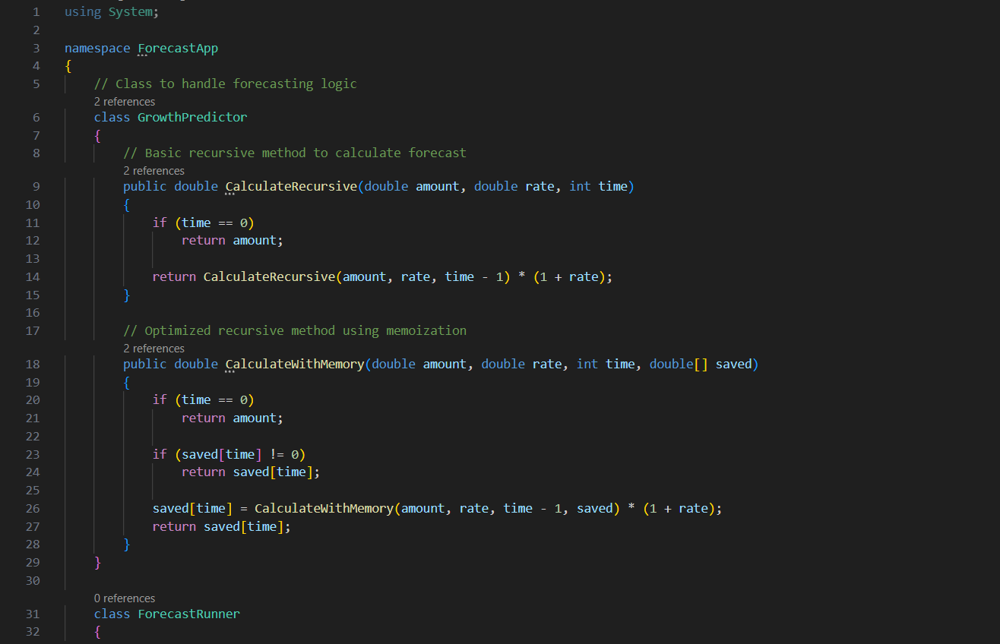 1 using System;
2
3 namespace ForecastApp
4 {
5 // Class to handle forecasting logic
2 references
6 class GrowthPredictor
7 {
8 // Basic recursive method to calculate forecast
2 references
9 public double CalculateRecursive(double amount, double rate, int time)
10 {
11 if (time == 0)
12 return amount;
13
14 return CalculateRecursive(amount, rate, time - 1) * (1 + rate);
15 }
16
17 // Optimized recursive method using memoization
2 references
18 public double CalculateWithMemory(double amount, double rate, int time, double[] saved)
19 {
20 if (time == 0)
21 return amount;
22
23 if (saved[time] != 0)
24 return saved[time];
25
26 saved[time] = CalculateWithMemory(amount, rate, time - 1, saved) * (1 + rate);
27 return saved[time];
28 }
29 }
30
0 references
31 class ForecastRunner
32 {